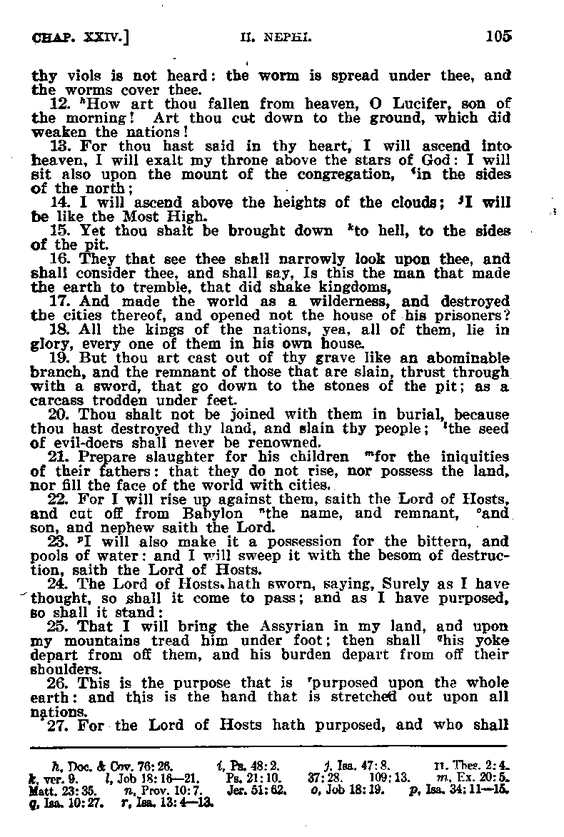 CHAP. XXIV.] II. NEPHI. 105
thy viols is not heard: the worm is spread under thee, and
the worms cover thee.
12. hHow art thou fallen from heaven, O Lucifer, son of
the morning! Art thou cut down to the ground, which did
weaken the nations!
13. For thou hast said in thy heart, I will ascend into
heaven, I will exalt my throne above the stars of God: I will
sit also upon the mount of the congregation, iin the sides
of the north;
14. I will ascend above the heights of the clouds; jI will
be like the Most High.
15. Yet thou shalt be brought down kto hell, to the sides
of the pit.
16. They that see thee shall narrowly look upon thee, and
shall consider thee, and shall say, Is this the man that made
the earth to tremble, that did shake kingdoms,
17. And made the world as a wilderness, and destroyed
the cities thereof, and opened not the house of his prisoners?
18. All the kings of the nations, yea, all of them, lie in
glory, every one of them in his own house.
19. But thou art cast out of thy grave like an abominable
branch, and the remnant of those that are slain, thrust through
with a sword, that go down to the stones of the pit; as a
carcass trodden under feet.
20. Thou shalt not be joined with them in burial, because
thou hast destroyed thy land, and slain thy people; lthe seed
of evil-doers shall never be renowned.
21. Prepare slaughter for his children mfor the iniquities
of their fathers: that they do not rise, nor possess the land,
nor fill the face of the world with cities.
22. For I will rise up against them, saith the Lord of Hosts,
and cut off from Babylon nthe name, and remnant, oand
son, and nephew saith the Lord.
23. pI will also make it a possession for the bittern, and
pools of water: and I will sweep it with the besom of destruc-
tion, saith the Lord of Hosts.
24. The Lord of Hosts hath sworn, saying, Surely as I have
thought, so shall it come to pass; and as I have purposed,
so shall it stand:
25. That I will bring the Assyrian in my land, and upon
my mountains tread him under foot; then shall qhis yoke
depart from off them, and his burden depart from off their
shoulders.
26. This is the purpose that is rpurposed upon the whole
earth: and this is the hand that is stretched out upon all
nations.
27. For the Lord of Hosts hath purposed, and who shall
h, Doc. & Cov. 76:26. i, Ps. 48:2. j, Isa. 47:8. II. Thes. 2:4.
k, ver. 9. l, Job 18:16—21. Ps. 21:10. 37:28. 109:13. m, Ex. 20:5.
Matt. 23:35. n, Prov. 10:7. Jer. 51:62. o, Job 18:19. p, Isa. 34:11—15.
q, Isa. 10:27. r, Isa. 13:4—13.